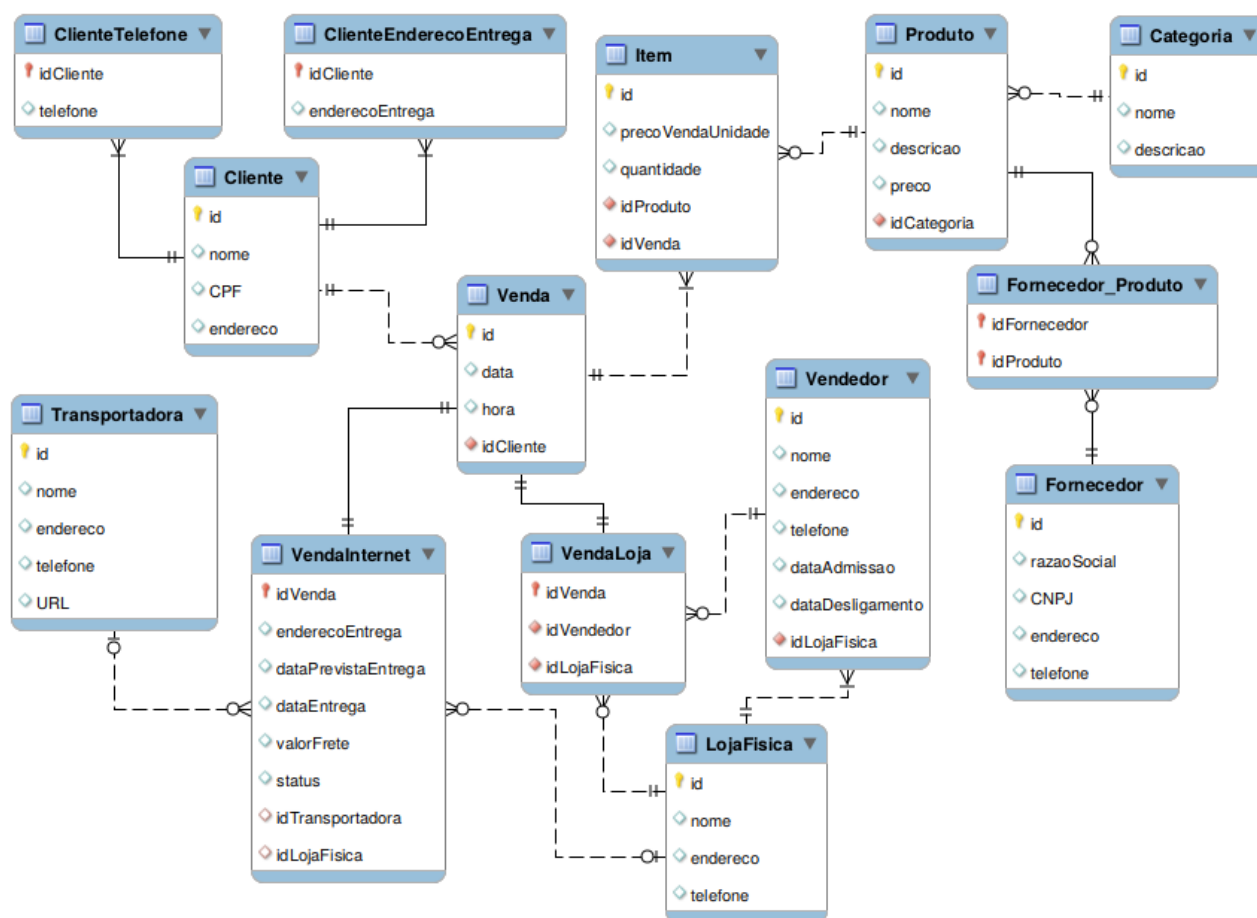 ClienteTelefone
idCliente
telefone
ClienteEnderecoEntrega
idCliente
enderecoEntrega
Item
id
precoVendaUnidade
quantidade
idProduto
idVenda
Produto
id
nome
descricao
preco
idCategoria
Categoria
id
nome
descricao
Cliente
id
nome
CPF
endereco
Venda
id
data
hora
idCliente
Fornecedor_Produto
idFornecedor
idProduto
Transportadora
id
nome
endereco
telefone
URL
Vendedor
id
nome
endereco
telefone
dataAdmissao
dataDesligamento
idLojaFisica
Fornecedor
id
razaoSocial
CNPJ
endereco
telefone
VendaInternet
idVenda
enderecoEntrega
dataPrevistaEntrega
dataEntrega
valorFrete
status
idTransportadora
idLojaFisica
VendaLoja
idVenda
idVendedor
idLojaFisica
LojaFisica
id
nome
endereco
telefone